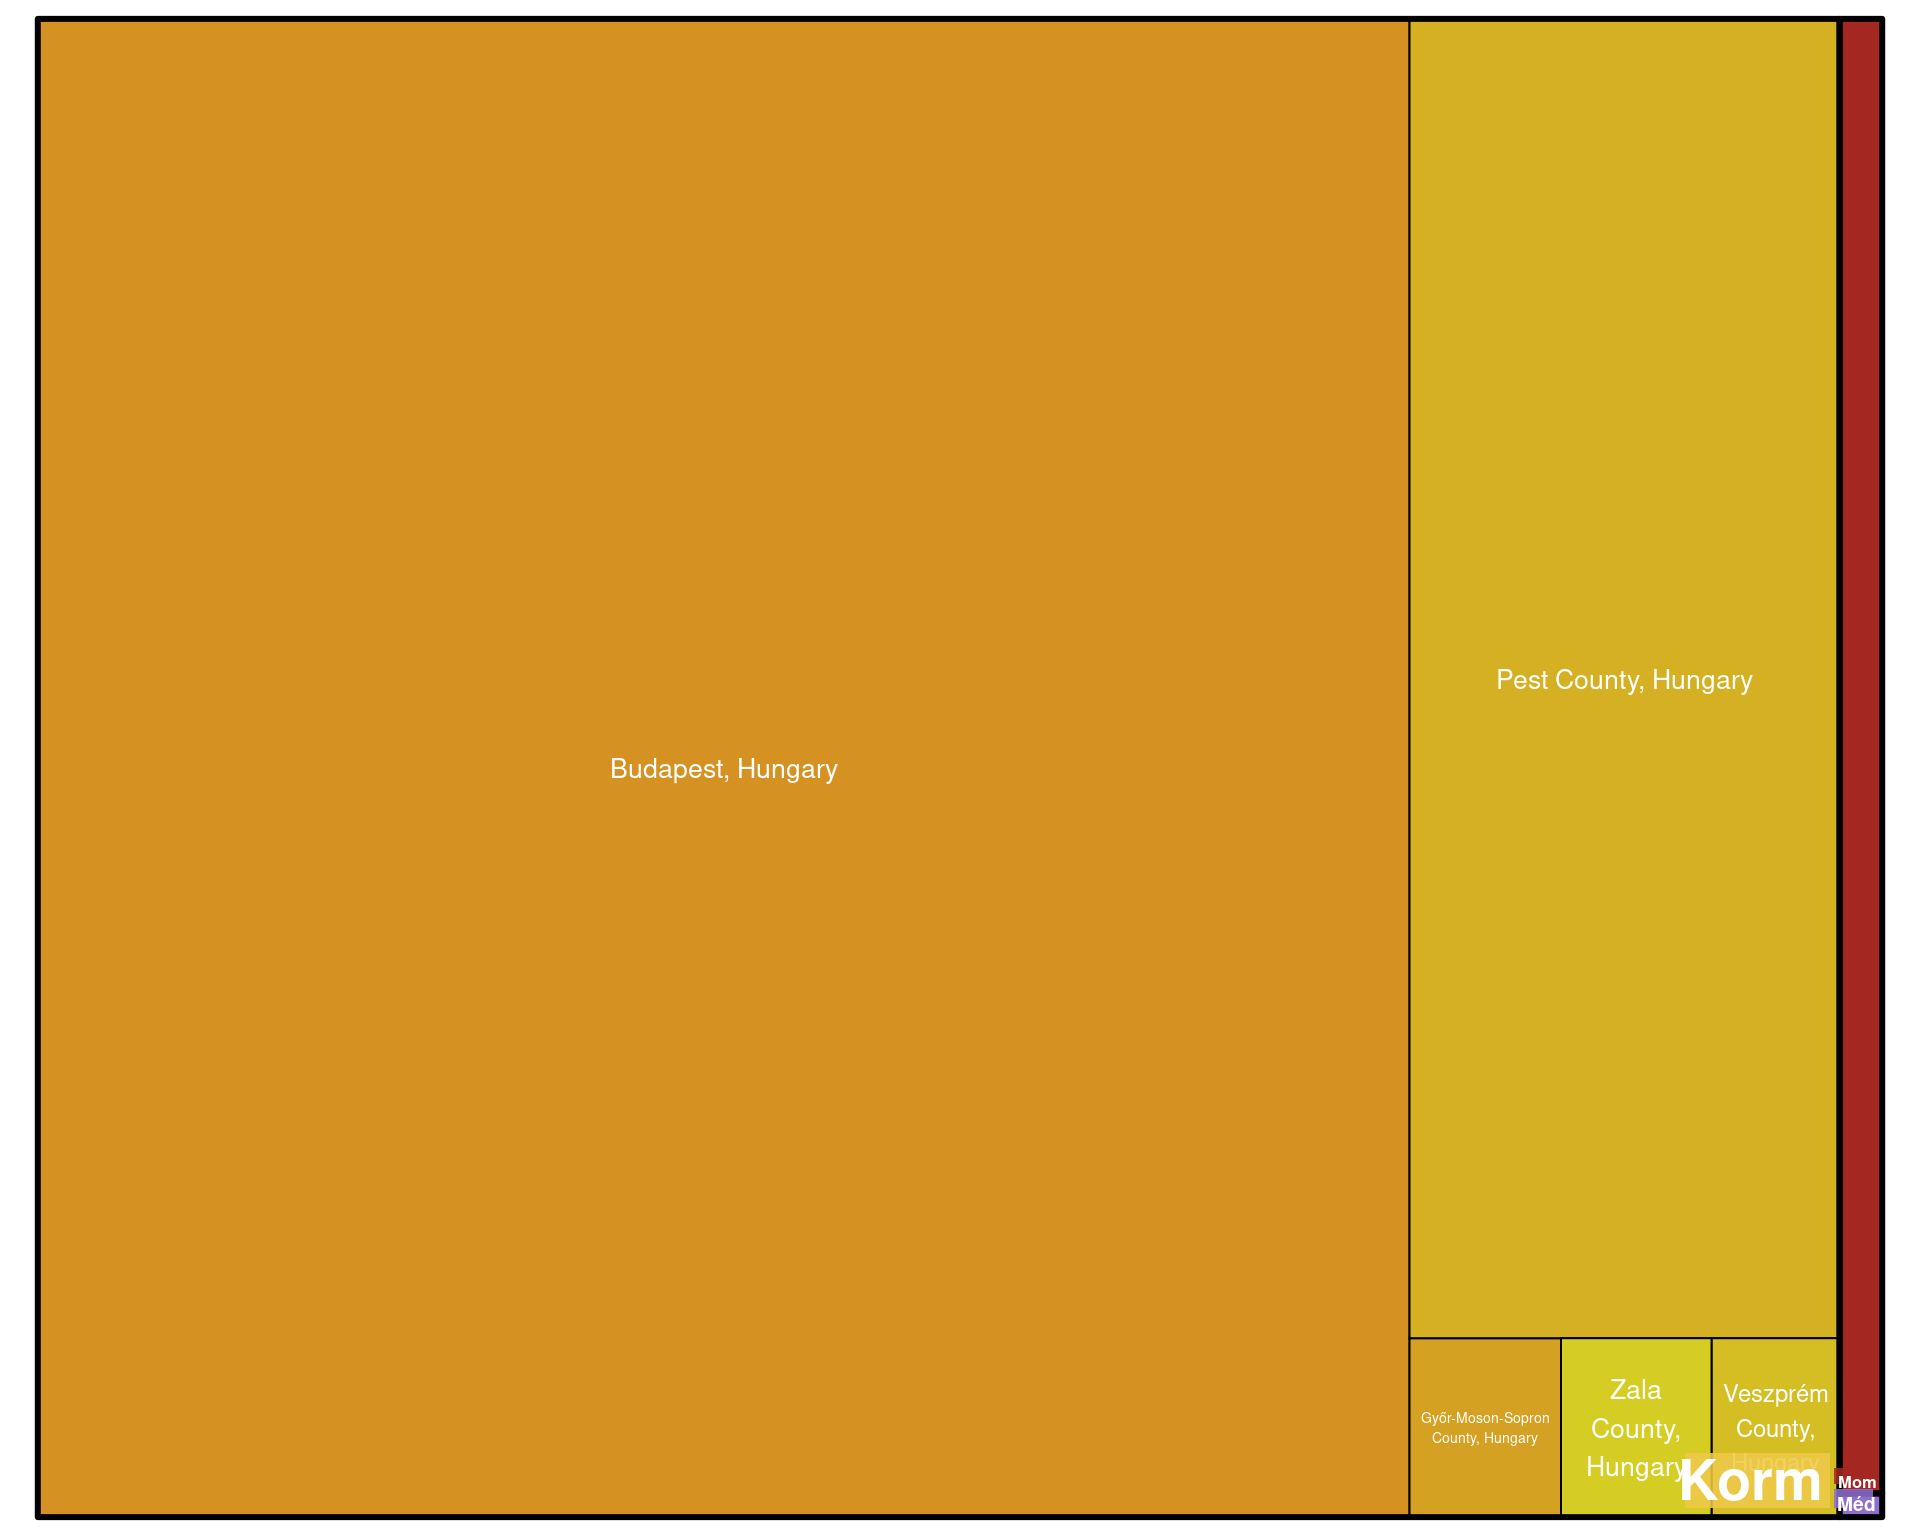 Budapest, Hungary
Pest County, Hungary
Győr-Moson-Sopron
County, Hungary
Zala
County,
Hungary
Veszprém
County,
Hungary
Korm
Mom
Méd